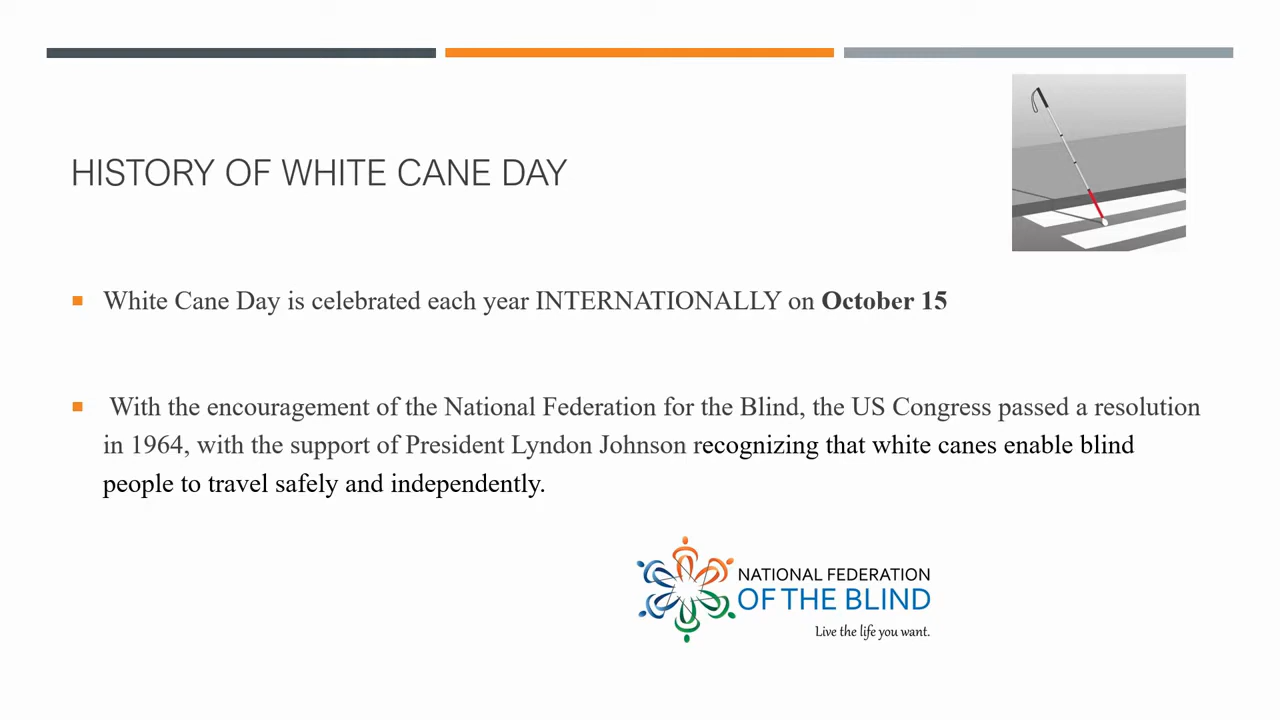 HISTORY OF WHITE CANE DAY
White Cane Day is celebrated each year INTERNATIONALLY on October 15
With the encouragement of the National Federation for the Blind, the US Congress passed a resolution
in 1964, with the support of President Lyndon Johnson recognizing that white canes enable blind
people to travel safely and independently.
NATIONAL FEDERATION
OF THE BLIND
Live the life you want.